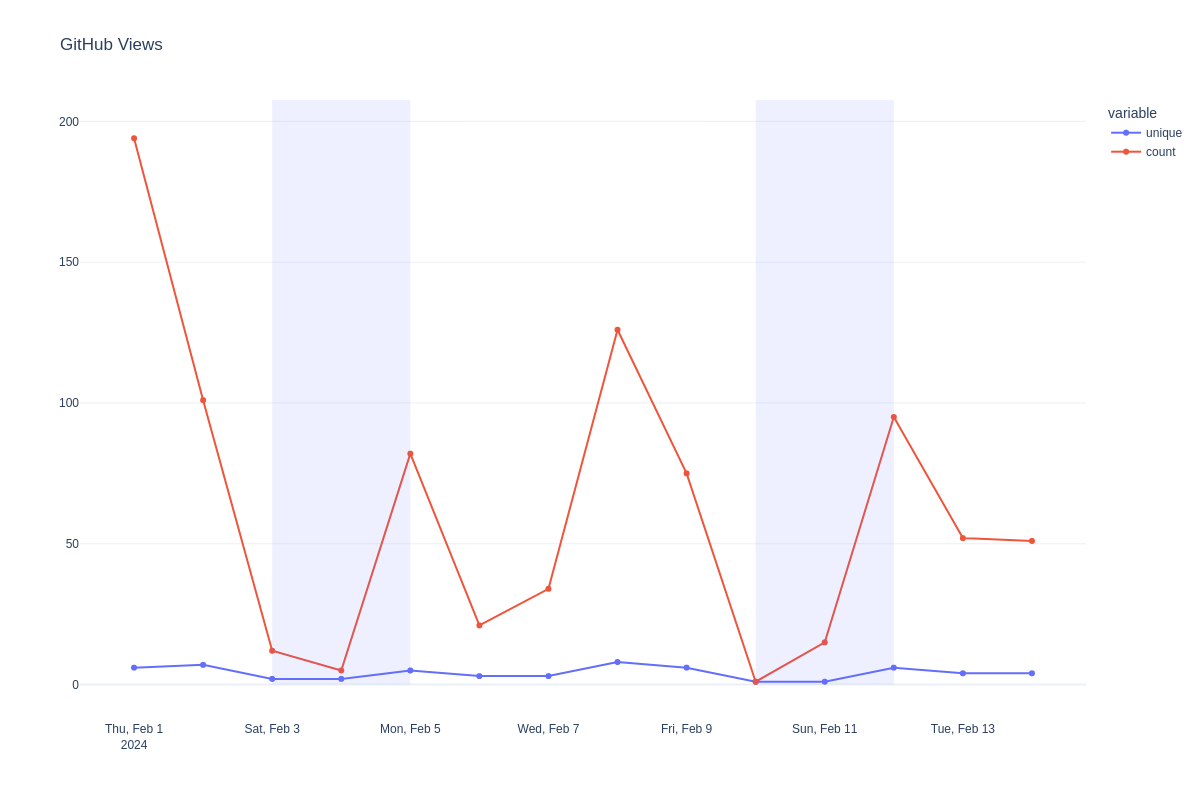 GitHub Views
200
150
100
50
0
Thu, Feb 1
2024
Sat, Feb 3
Mon, Feb 5
Wed, Feb 7
Fri, Feb 9
Sun, Feb 11
Tue, Feb 13
variable
unique
count